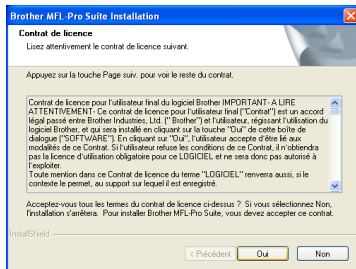 Brother MFL-Pro Suite Installation
Contrat de licence
Lisez attentivement le contrat de licence suivant.
Appuyez sur la touche Page suiv. pour voir le reste du contrat.
Contrat de licence pour l'utilisateur final du logiciel Brother IMPORTANT- A LIRE
ATTENTIVEMENT- Ce contrat de licence pour l'utilisateur final ("Contrat") est un accord
légal passé entre Brother Industries, Ltd. (" Brother") et l'utilisateur, régissant l'utilisation du
logiciel Brother, et qui sera installé en cliquant sur la touche "Oui" de cette boîte de
dialogue ("SOFTWARE"). En cliquant sur "Oui", l'utilisateur accepte d'être lié aux
modalités de ce Contrat. Si l'utilisateur refuse les conditions de ce Contrat, il n'obtiendra
pas la licence d'utilisation obligatoire pour ce LOGICIEL et ne sera donc pas autorisé à
l'exploiter.
Toute mention dans ce Contrat de licence du terme "LOGICIEL" renverra aussi, si le
contexte le permet, au support sur lequel il est enregistré.
Acceptez-vous tous les termes du contrat de licence ci-dessus ? Si vous sélectionnez Non,
l'installation s'arrêtera. Pour installer Brother MFL-Pro Suite, vous devez accepter ce contrat.
InstallShield
< Précédent
Oui
Non